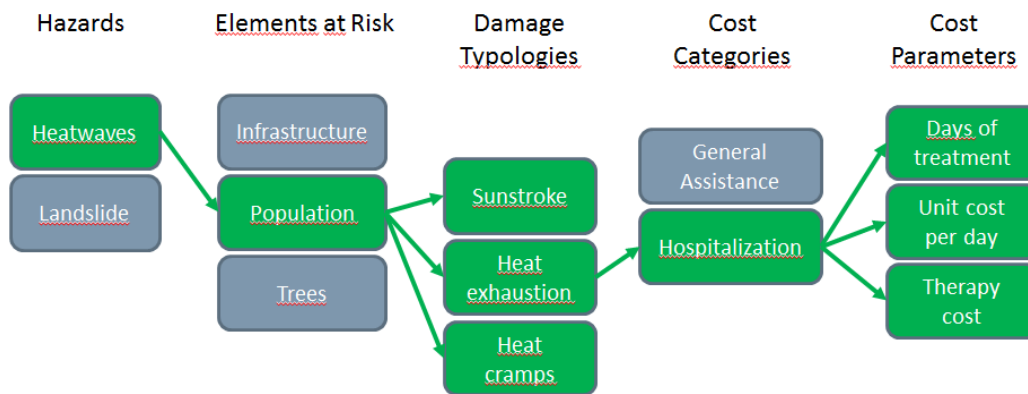 Hazards
Elements at Risk
Damage
Typologies
Cost
Categories
Cost
Parameters
Heatwaves
Landslide
Infrastructure
Population
Trees
Sunstroke
Heat
exhaustion
Heat
cramps
General
Assistance
Hospitalization
Days of
treatment
Unit cost
per day
Therapy
cost